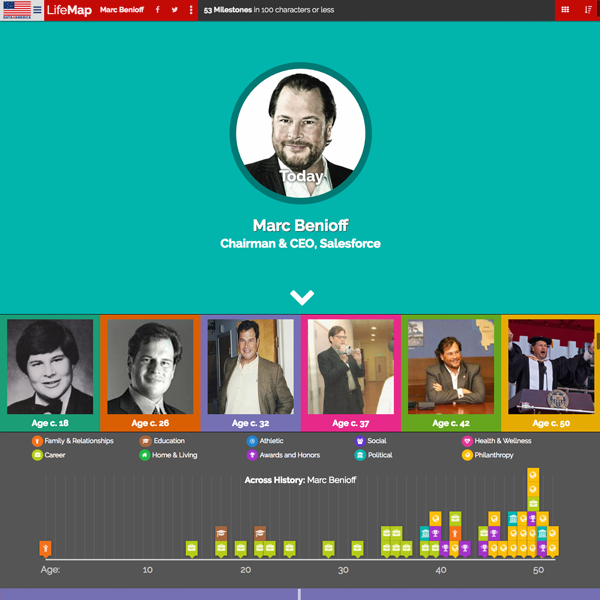 LifeMap Marc Benioff 53 Milestones in 100 characters or less
Today
Marc Benioff
Chairman & CEO, Salesforce
Age c. 18 Age c. 26 Age c. 32 Age c. 37 Age c. 42 Age c. 50
Family & Relationships Education Athletic Social Health & Wellness
Career Home & Living Awards and Honors Political Philanthropy
Across History: Marc Benioff
Age: 10 20 30 40 50